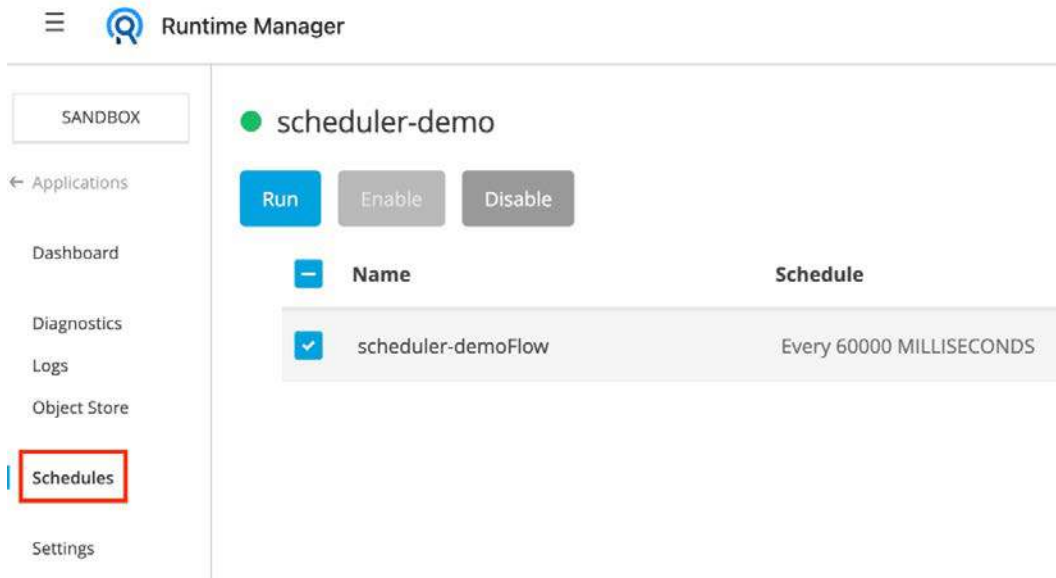 Runtime Manager
SANDBOX
← Applications
Dashboard
Diagnostics
Logs
Object Store
Schedules
Settings
scheduler-demo
Run Enable Disable
Name Schedule
scheduler-demoFlow Every 60000 MILLISECONDS